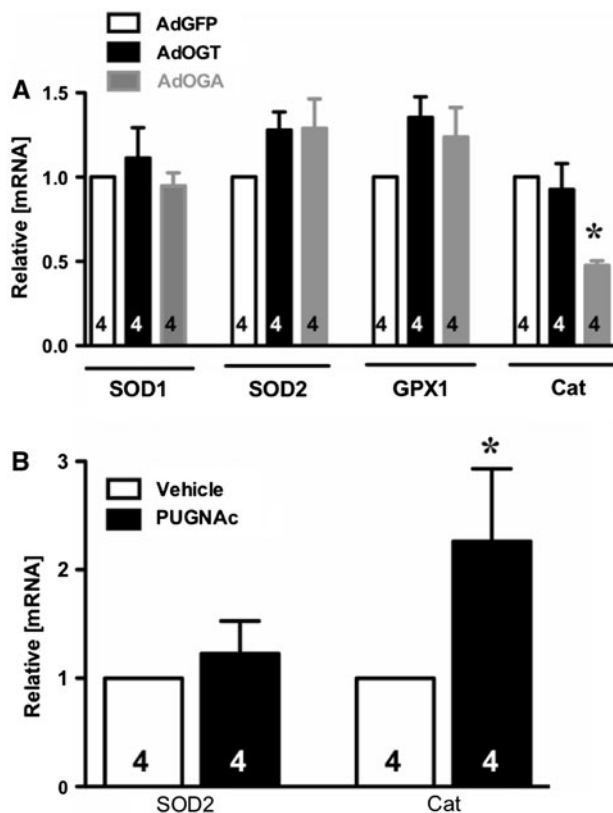 AdGFP
AdOGT
AdOGA
A
Relative [mRNA]
1.5
1.0
0.5
0.0
*
4 4 4 4 4 4 4 4 4 4 4 4
SOD1 SOD2 GPX1 Cat
B
Relative [mRNA]
3
2
1
0
Vehicle
PUGNAc
*
4 4 4 4
SOD2 Cat